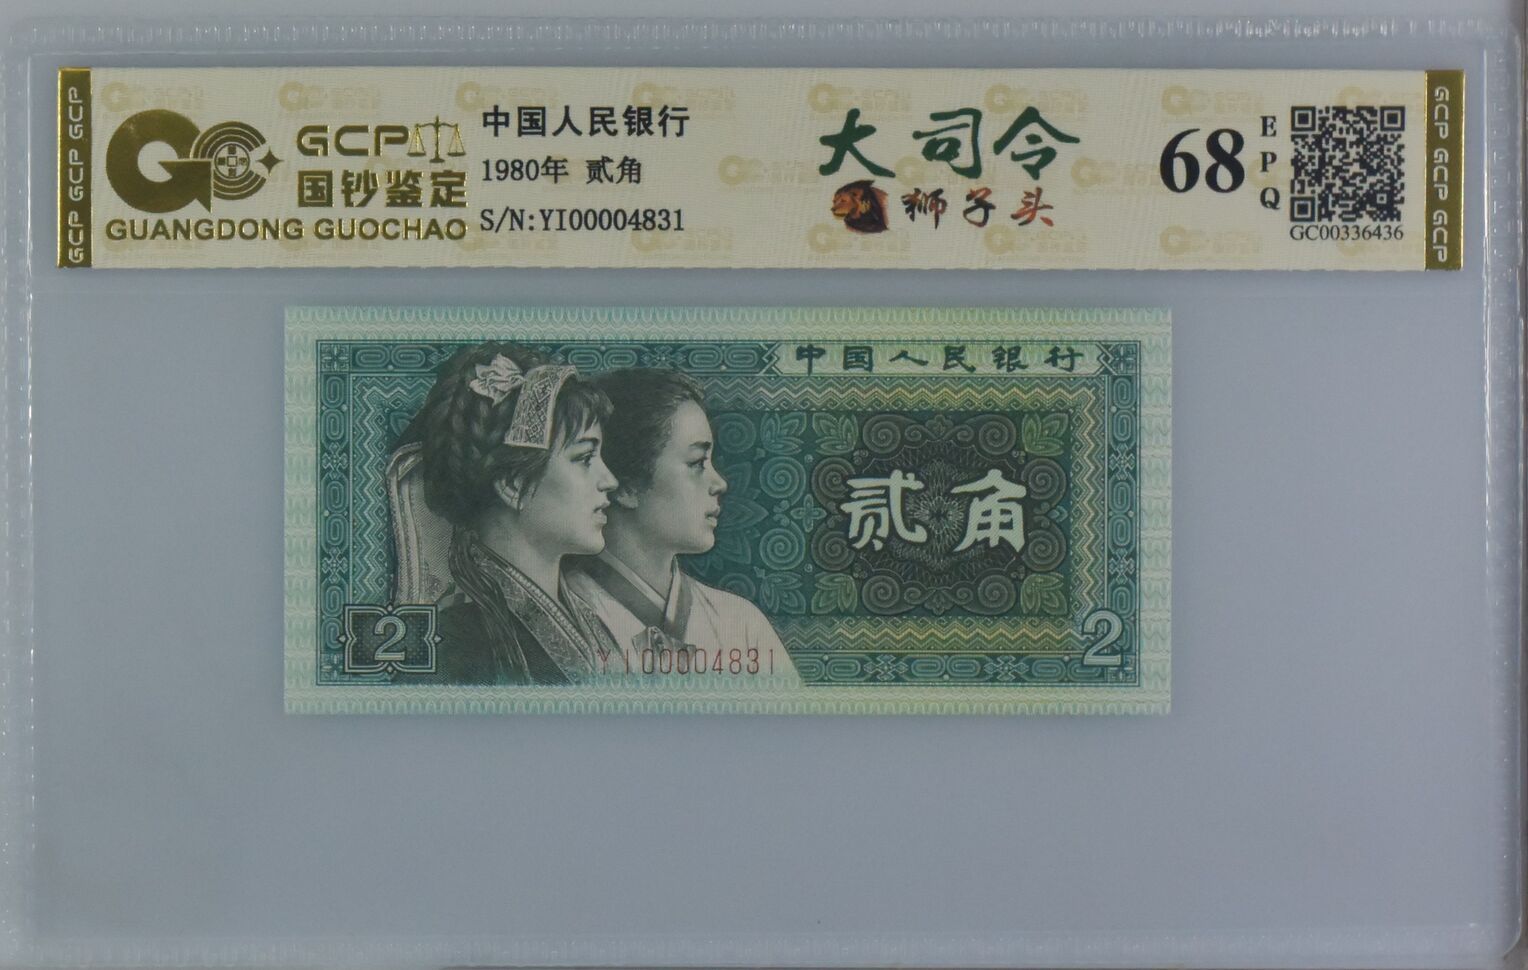 GCP GCP GCP
GCP
国钞鉴定
GUANGDONG GUOCHAO
中国人民银行
1980年 贰角
S/N:YI00004831
大司令
狮子头
68
EPQ
GC00336436
GCP GCP GCP
中国人民银行
贰角
2
2
YI00004831